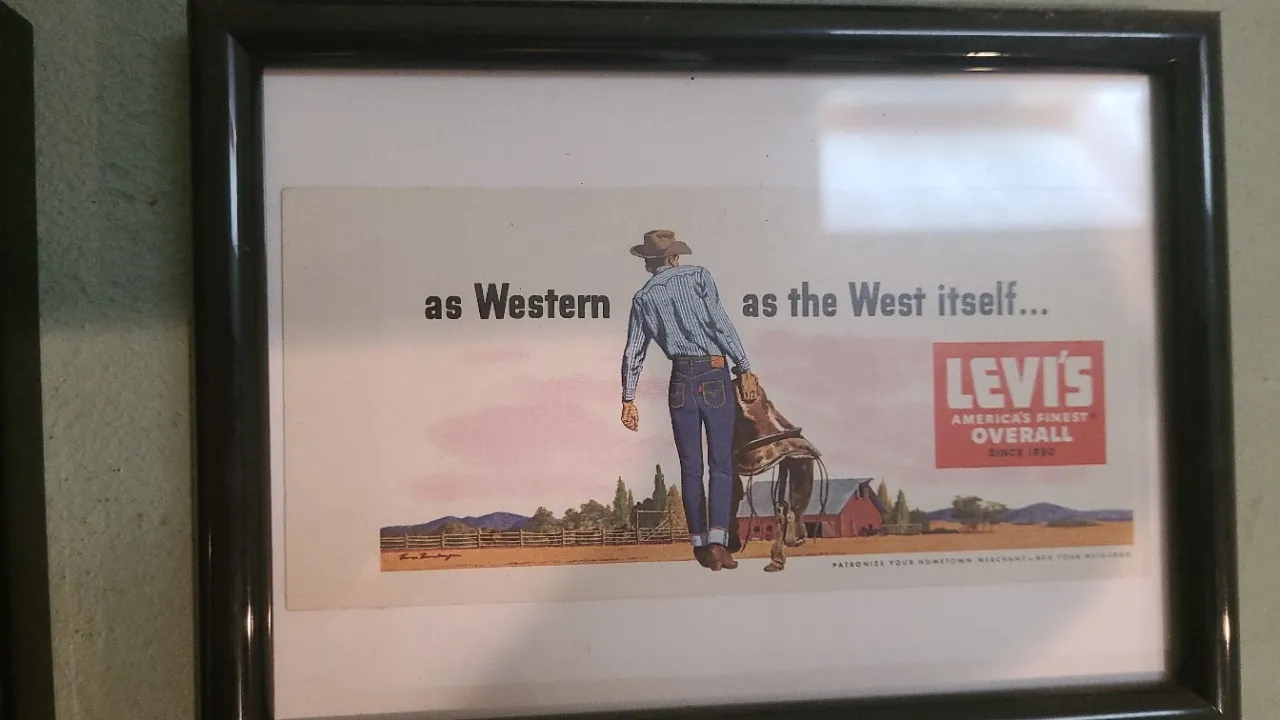 as Western as the West itself...
LEVI'S
AMERICA'S FINEST
OVERALL
SINCE 1850
PATRONIZE YOUR HOMETOWN MERCHANT—HE'S YOUR NEIGHBOR